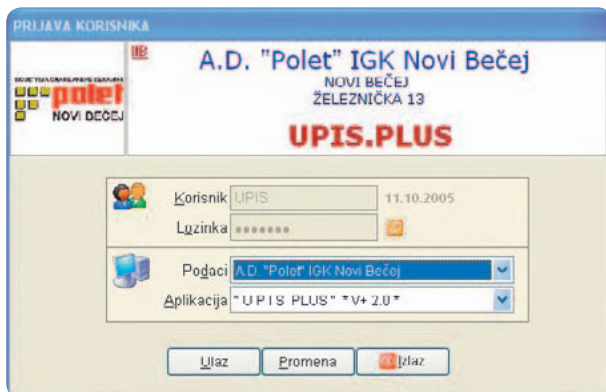 PRIJAVA KORISNIKA
A.D. "Polet" IGK Novi Bečej
NOVI BEČEJ
ŽELEZNIČKA 13
polet
NOVI BEČEJ
UPIS.PLUS
Korisnik UPIS 11.10.2005
Lozinka •••••••
Podaci A.D. "Polet" IGK Novi Bečej
Aplikacija " U P I S PLUS " * V+ 2.0 *
Ulaz Promena Izlaz